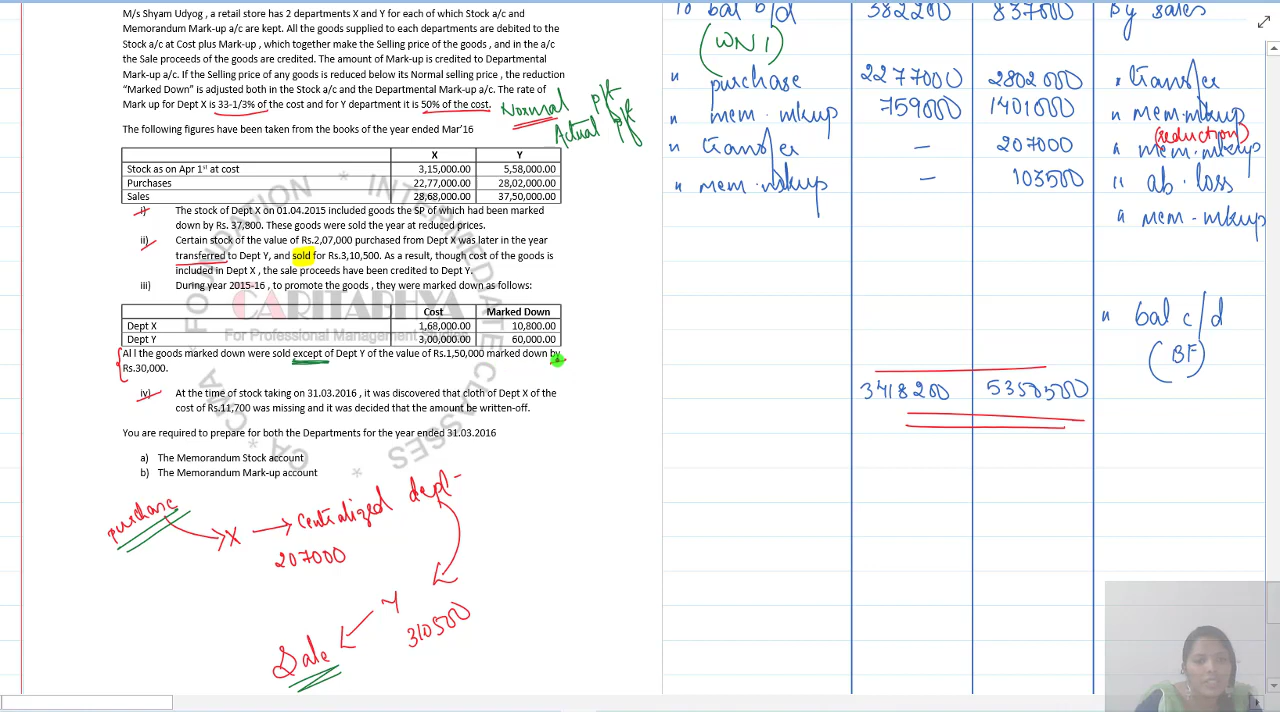 M/s Shyam Udyog , a retail store has 2 departments X and Y for each of which Stock a/c and
Memorandum Mark-up a/c are kept. All the goods supplied to each departments are debited to the
Stock a/c at Cost plus Mark-up , which together make the Selling price of the goods , and in the a/c
the Sale proceeds of the goods are credited. The amount of Mark-up is credited to Departmental
Mark-up a/c. If the Selling price of any goods is reduced below its Normal selling price , the reduction
"Marked Down" is adjusted both in the Stock a/c and the Departmental Mark-up a/c. The rate of
Mark up for Dept X is 33-1/3% of the cost and for Y department it is 50% of the cost.
Normal p/f
Actual p/f
The following figures have been taken from the books of the year ended Mar'16
X Y
Stock as on Apr 1st at cost 3,15,000.00 5,58,000.00
Purchases 22,77,000.00 28,02,000.00
Sales 28,68,000.00 37,50,000.00
i) The stock of Dept X on 01.04.2015 included goods the SP of which had been marked
down by Rs. 37,800. These goods were sold the year at reduced prices.
ii) Certain stock of the value of Rs.2,07,000 purchased from Dept X was later in the year
transferred to Dept Y, and sold for Rs.3,10,500. As a result, though cost of the goods is
included in Dept X , the sale proceeds have been credited to Dept Y.
iii) During year 2015-16 , to promote the goods , they were marked down as follows:
Cost Marked Down
Dept X 1,68,000.00 10,800.00
Dept Y 3,00,000.00 60,000.00
Al l the goods marked down were sold except of Dept Y of the value of Rs.1,50,000 marked down by
Rs.30,000.
iv) At the time of stock taking on 31.03.2016 , it was discovered that cloth of Dept X of the
cost of Rs.11,700 was missing and it was decided that the amount be written-off.
You are required to prepare for both the Departments for the year ended 31.03.2016
a) The Memorandum Stock account
b) The Memorandum Mark-up account
CARITAPHYA
For Professional Management Studies
CA * CMA * FOUNDATION * INTERMEDIATE CLASSES *
purchase
X
centralized dept
207000
Y
310500
Sale
To bal b/d 382200 837000 By sales
(WN 1)
" purchase 2277000 2802000 " transfer
" mem. mkup 759000 1401000 " mem. mkup
(reduction)
" transfer — 207000 " mem. mkup
" mem. mkup — 103500 " ab. loss
" mem. mkup
" bal c/d
(BF)
3418200 5350500